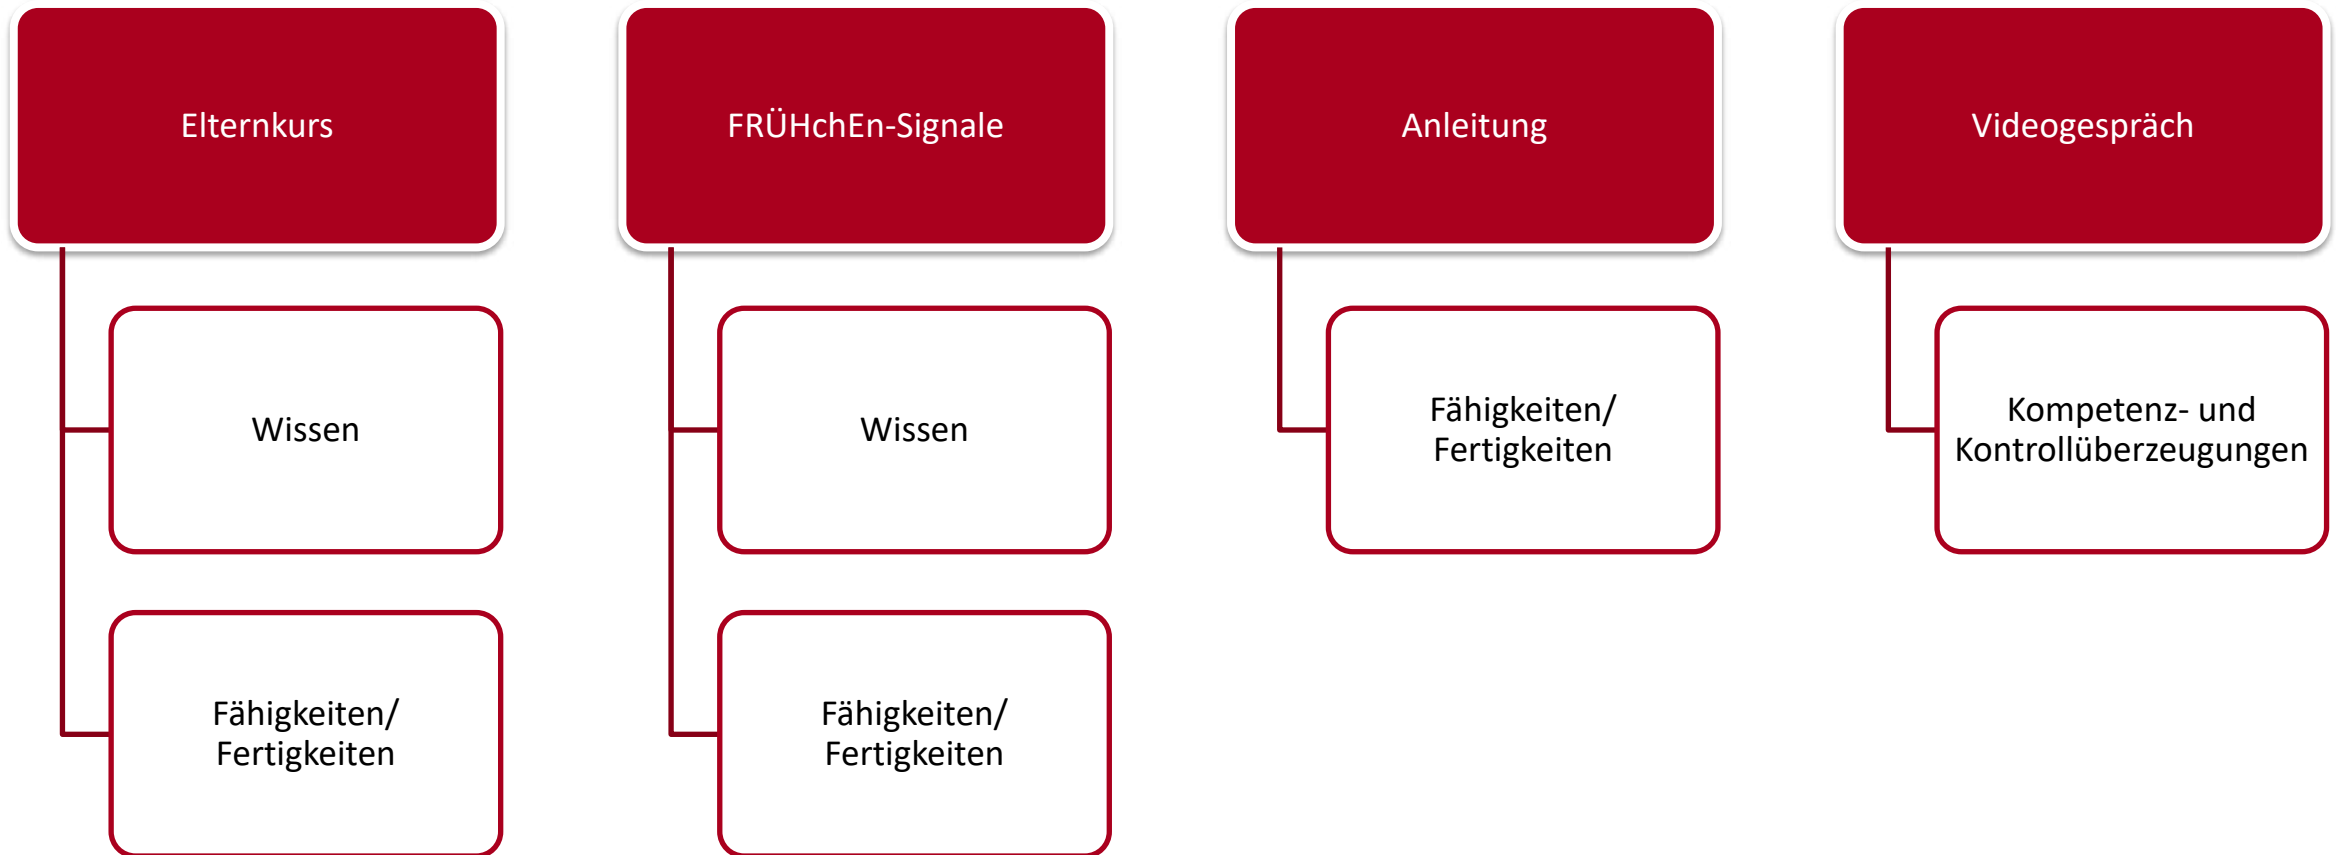 Elternkurs
Wissen
Fähigkeiten/
Fertigkeiten
FRÜHchEn-Signale
Wissen
Fähigkeiten/
Fertigkeiten
Anleitung
Fähigkeiten/
Fertigkeiten
Videogespräch
Kompetenz- und
Kontrollüberzeugungen